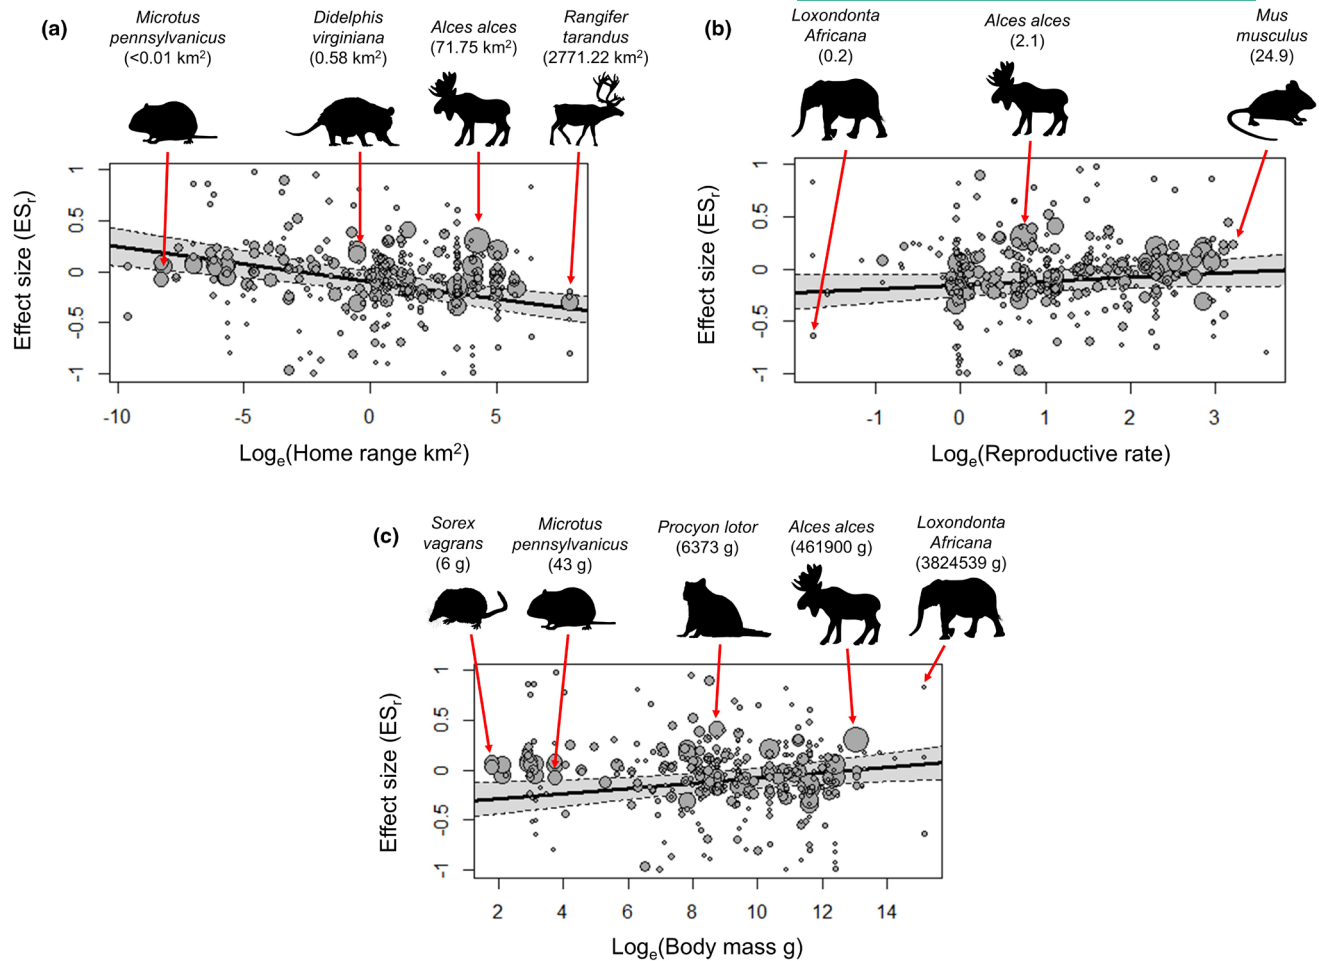 (a)
Microtus
pennsylvanicus
(<0.01 km²)
Didelphis
virginiana
(0.58 km²)
Alces alces
(71.75 km²)
Rangifer
tarandus
(2771.22 km²)
Effect size (ESr)
1
0.5
0
-0.5
-1
-10
-5
0
5
Loge(Home range km²)
(b)
Loxondonta
Africana
(0.2)
Alces alces
(2.1)
Mus
musculus
(24.9)
Effect size (ESr)
1
0.5
0
-0.5
-1
-1
0
1
2
3
Loge(Reproductive rate)
(c)
Sorex
vagrans
(6 g)
Microtus
pennsylvanicus
(43 g)
Procyon lotor
(6373 g)
Alces alces
(461900 g)
Loxondonta
Africana
(3824539 g)
Effect size (ESr)
1
0.5
0
-0.5
-1
2
4
6
8
10
12
14
Loge(Body mass g)